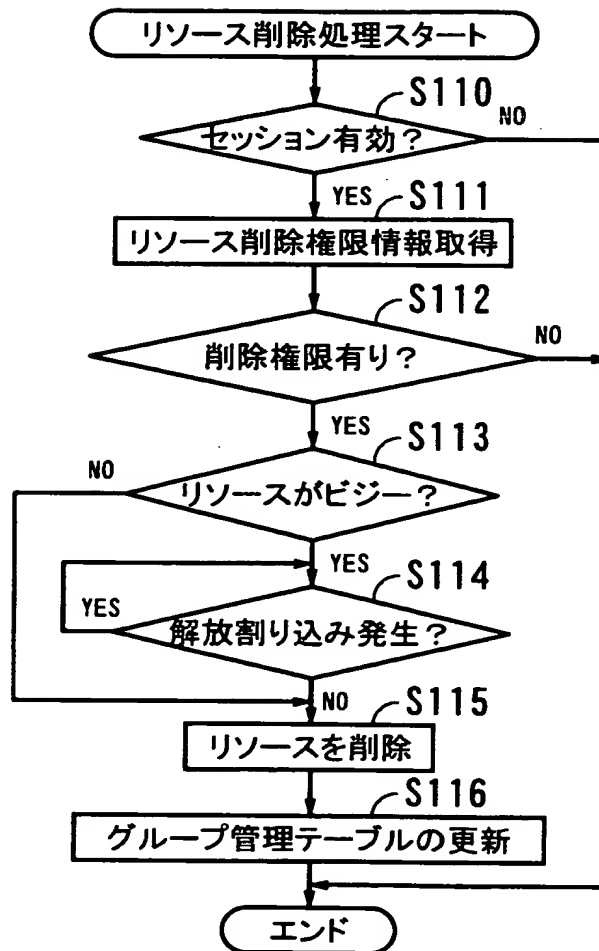 リソース削除処理スタート
S110
セッション有効?
NO
YES
S111
リソース削除権限情報取得
S112
削除権限有り?
NO
YES
S113
NO
リソースがビジー?
YES
S114
YES
解放割り込み発生?
NO
S115
リソースを削除
S116
グループ管理テーブルの更新
エンド